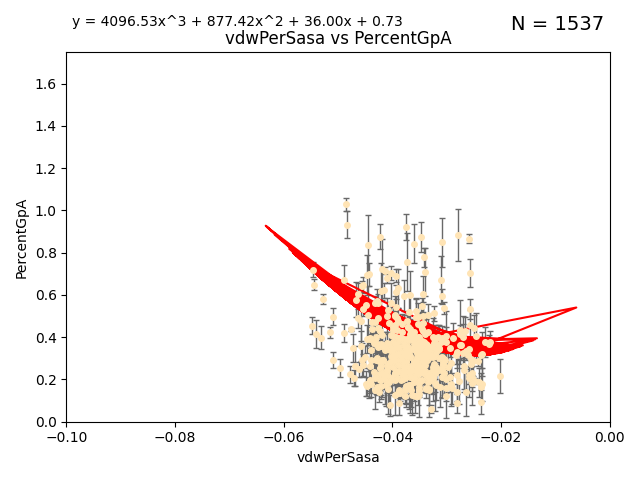 y = 4096.53x^3 + 877.42x^2 + 36.00x + 0.73
N = 1537
vdwPerSasa vs PercentGpA
1.6
1.4
1.2
1.0
0.8
0.6
0.4
0.2
0.0
PercentGpA
−0.10 −0.08 −0.06 −0.04 −0.02 0.00
vdwPerSasa